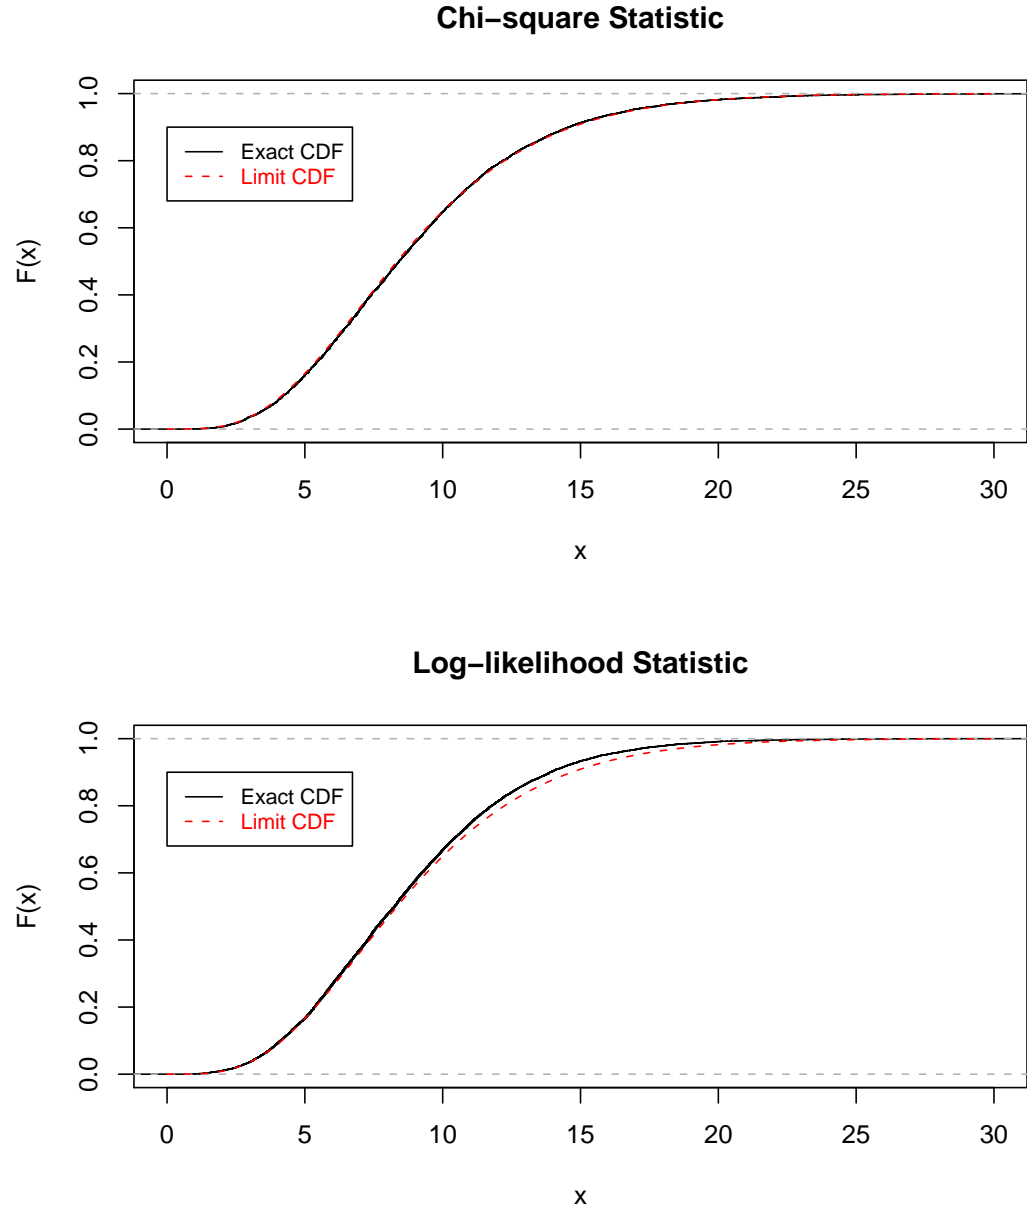 Chi−square Statistic
1.0
0.8
0.6
0.4
0.2
0.0
F(x)
Exact CDF
Limit CDF
0 5 10 15 20 25 30
x
Log−likelihood Statistic
1.0
0.8
0.6
0.4
0.2
0.0
F(x)
Exact CDF
Limit CDF
0 5 10 15 20 25 30
x